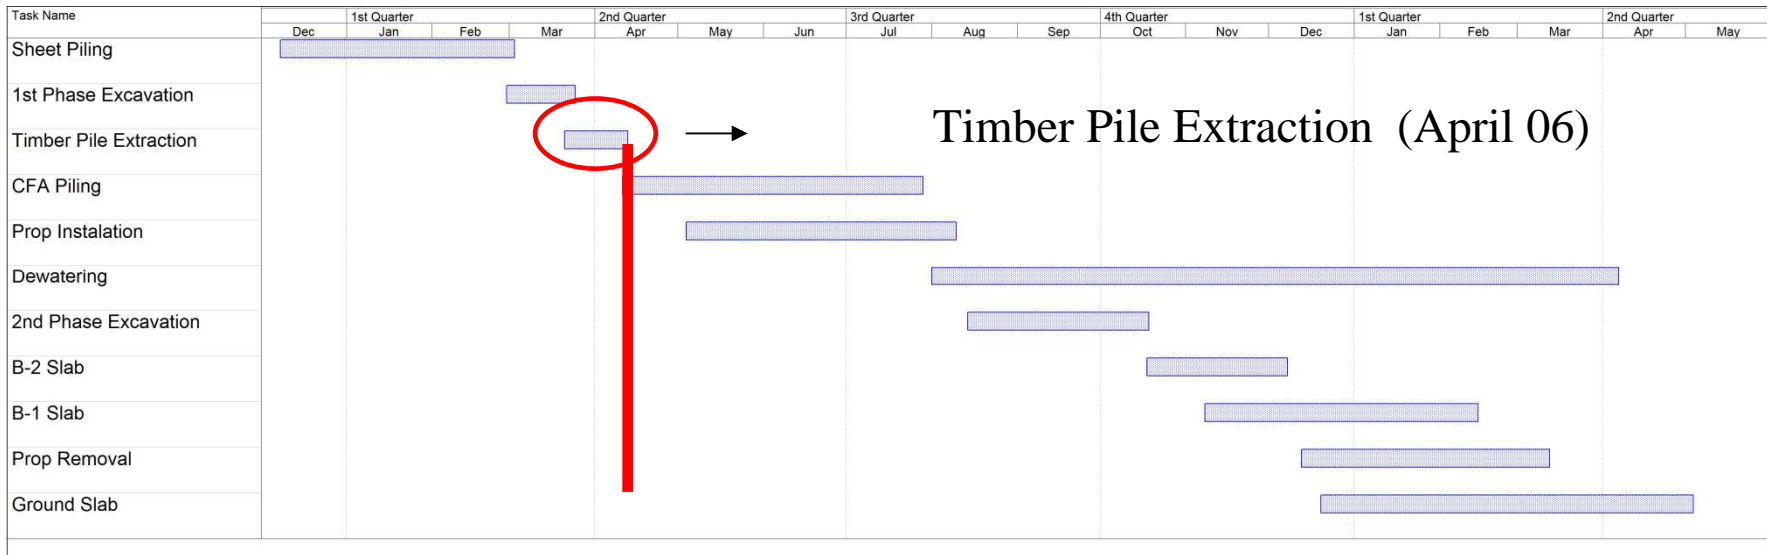 Task Name
1st Quarter 2nd Quarter 3rd Quarter 4th Quarter 1st Quarter 2nd Quarter
Dec Jan Feb Mar Apr May Jun Jul Aug Sep Oct Nov Dec Jan Feb Mar Apr May
Sheet Piling
1st Phase Excavation
Timber Pile Extraction (April 06)
Timber Pile Extraction
CFA Piling
Prop Instalation
Dewatering
2nd Phase Excavation
B-2 Slab
B-1 Slab
Prop Removal
Ground Slab